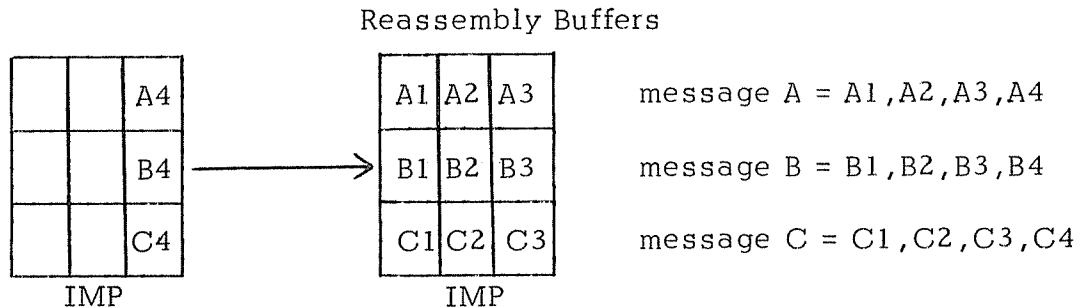 Reassembly Buffers
A4 A1 A2 A3 message A = A1,A2,A3,A4
B4 B1 B2 B3 message B = B1,B2,B3,B4
C4 C1 C2 C3 message C = C1,C2,C3,C4
IMP IMP